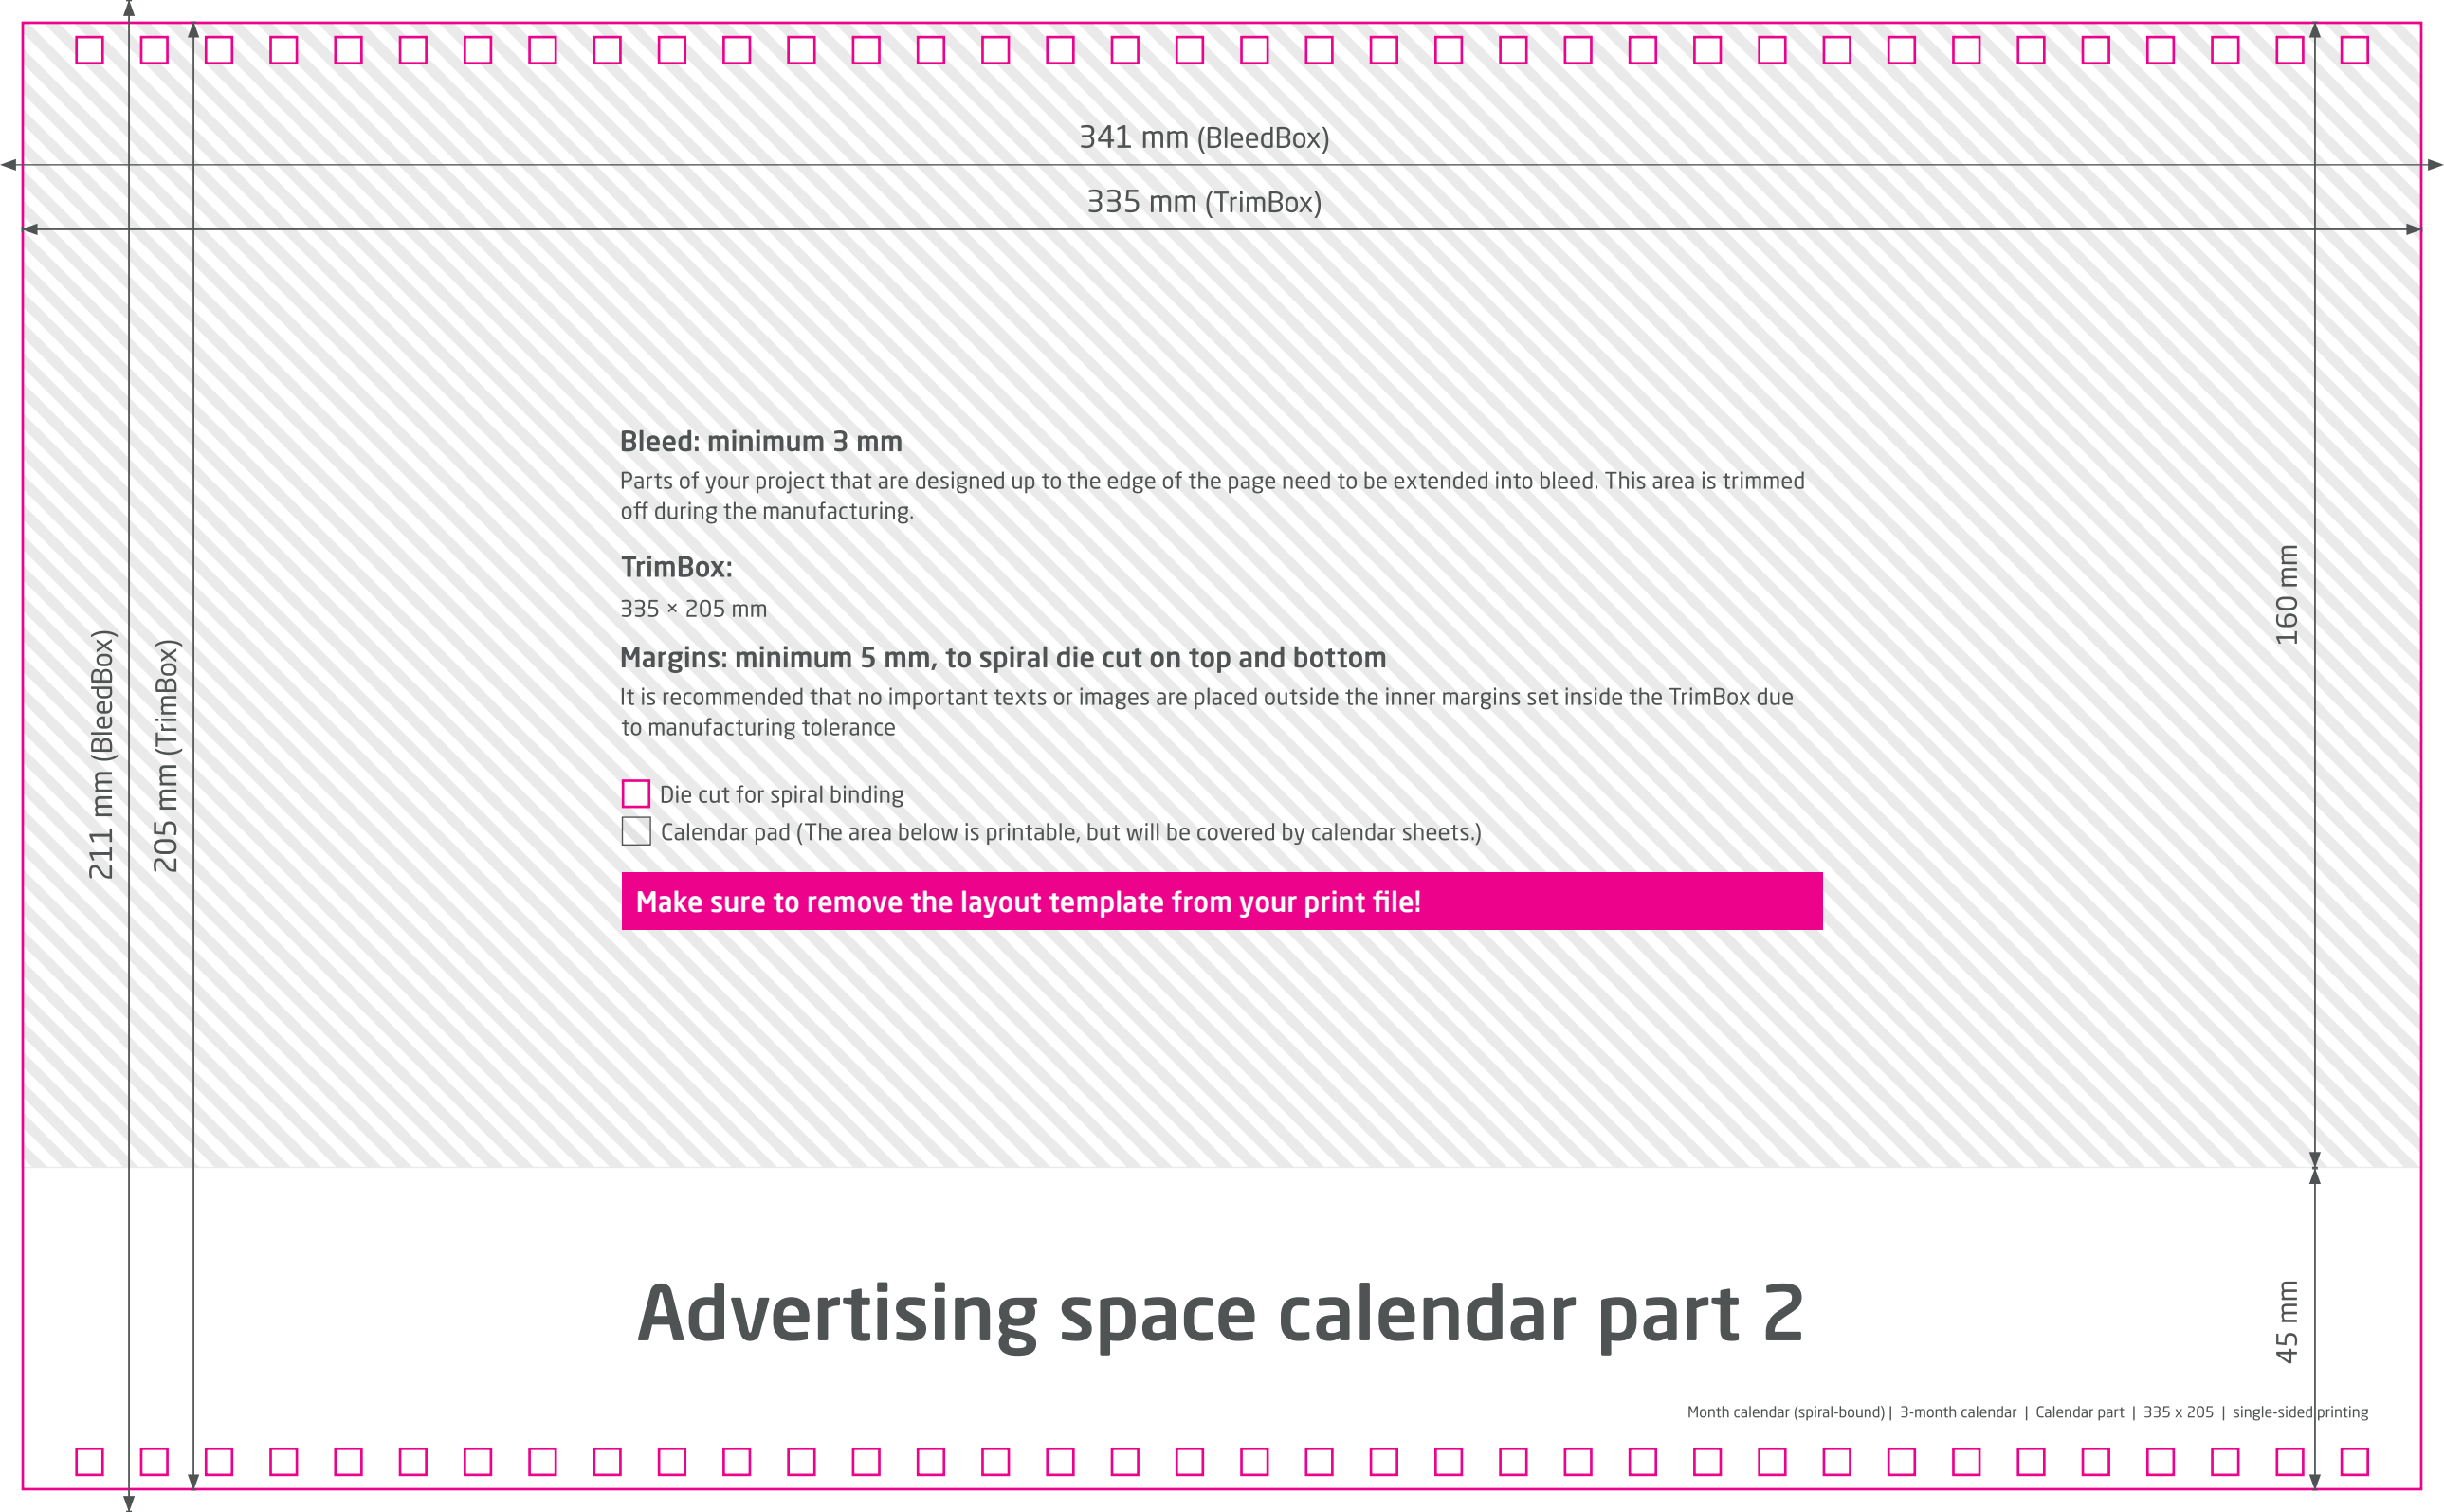 341 mm (BleedBox)
335 mm (TrimBox)
211 mm (BleedBox)
205 mm (TrimBox)
160 mm
Bleed: minimum 3 mm
Parts of your project that are designed up to the edge of the page need to be extended into bleed. This area is trimmed
off during the manufacturing.
TrimBox:
335 × 205 mm
Margins: minimum 5 mm, to spiral die cut on top and bottom
It is recommended that no important texts or images are placed outside the inner margins set inside the TrimBox due
to manufacturing tolerance
Die cut for spiral binding
Calendar pad (The area below is printable, but will be covered by calendar sheets.)
Make sure to remove the layout template from your print file!
Advertising space calendar part 2
45 mm
Month calendar (spiral-bound) | 3-month calendar | Calendar part | 335 x 205 | single-sided printing